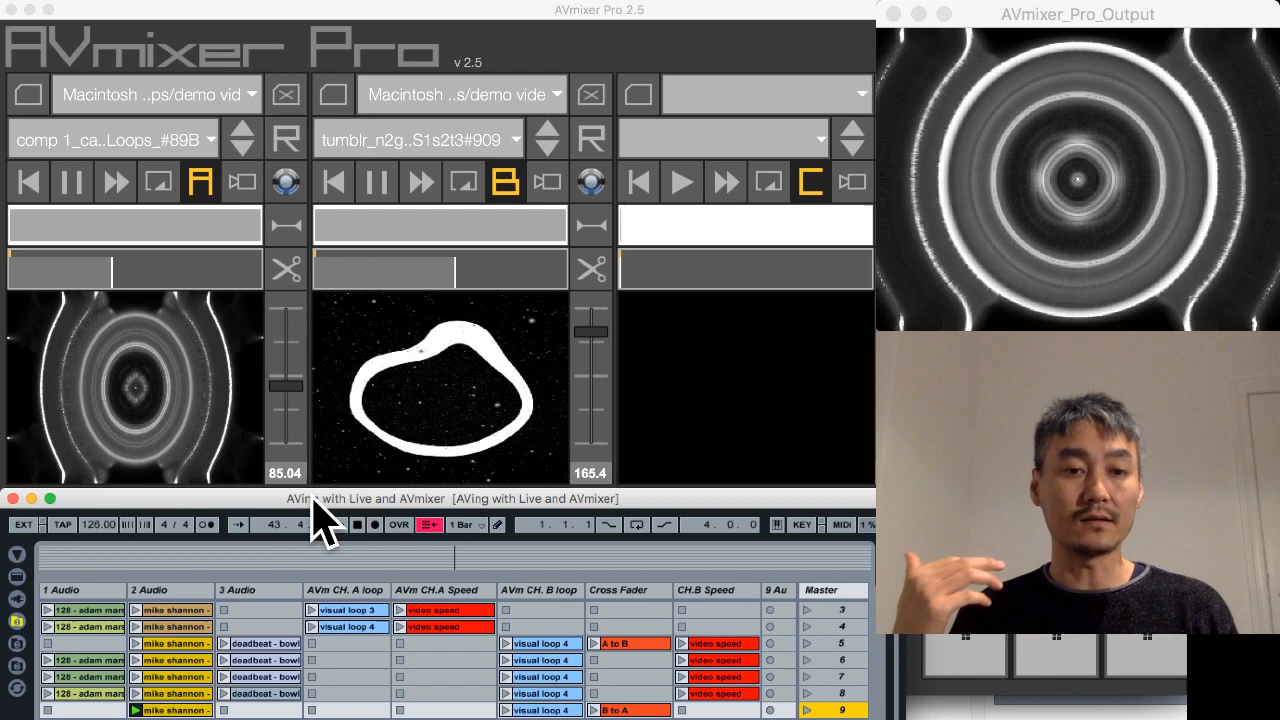 AVmixer Pro 2.5
AVmixer_Pro_Output
AVmixer Pro v 2.5
Macintosh ..ps/demo vid
Macintosh ..s/demo vide
comp 1_ca..Loops_#89B
R
tumblr_n2g..S1s2t3#909
R
A
B
C
85.04
165.4
AVing with Live and AVmixer [AVing with Live and AVmixer]
EXT TAP 126.00 4 / 4 43. 4 OVR 1 Bar 1. 1. 1 4. 0. 0 KEY MIDI 1 %
1 Audio 2 Audio 3 Audio AVm CH. A loop AVm CH.A Speed AVm CH. B loop Cross Fader CH.B Speed 9 Au Master
128 - adam mars mike shannon - visual loop 3 video speed 3
128 - adam mars mike shannon - visual loop 4 video speed 4
mike shannon - deadbeat - bowl visual loop 4 A to B video speed 5
128 - adam mars mike shannon - deadbeat - bowl visual loop 4 video speed 6
128 - adam mars mike shannon - deadbeat - bowl visual loop 4 video speed 7
128 - adam mars mike shannon - deadbeat - bowl visual loop 4 video speed 8
mike shannon - visual loop 4 B to A 9